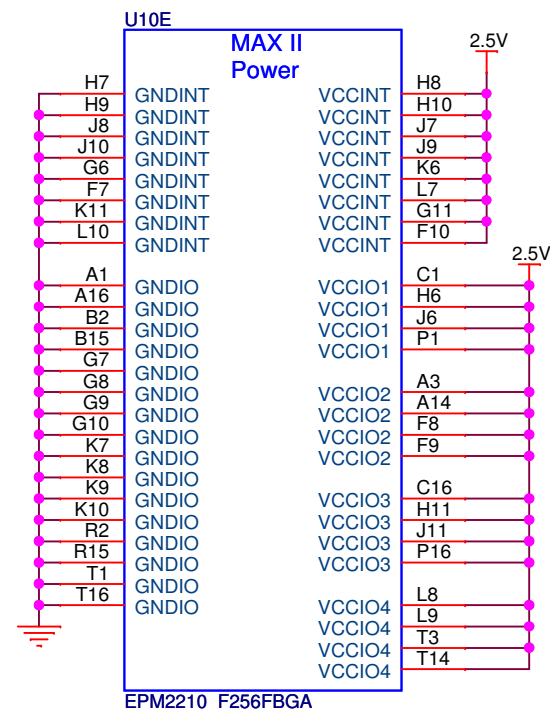 U10E
MAX II
Power
2.5V
H7 GNDINT VCCINT H8
H9 GNDINT VCCINT H10
J8 GNDINT VCCINT J7
J10 GNDINT VCCINT J9
G6 GNDINT VCCINT K6
F7 GNDINT VCCINT L7
K11 GNDINT VCCINT G11
L10 GNDINT VCCINT F10
2.5V
A1 GNDIO VCCIO1 C1
A16 GNDIO VCCIO1 H6
B2 GNDIO VCCIO1 J6
B15 GNDIO VCCIO1 P1
G7 GNDIO
G8 GNDIO VCCIO2 A3
G9 GNDIO VCCIO2 A14
G10 GNDIO VCCIO2 F8
K7 GNDIO VCCIO2 F9
K8 GNDIO
K9 GNDIO VCCIO3 C16
K10 GNDIO VCCIO3 H11
R2 GNDIO VCCIO3 J11
R15 GNDIO VCCIO3 P16
T1 GNDIO
T16 GNDIO VCCIO4 L8
VCCIO4 L9
VCCIO4 T3
VCCIO4 T14
EPM2210 F256FBGA